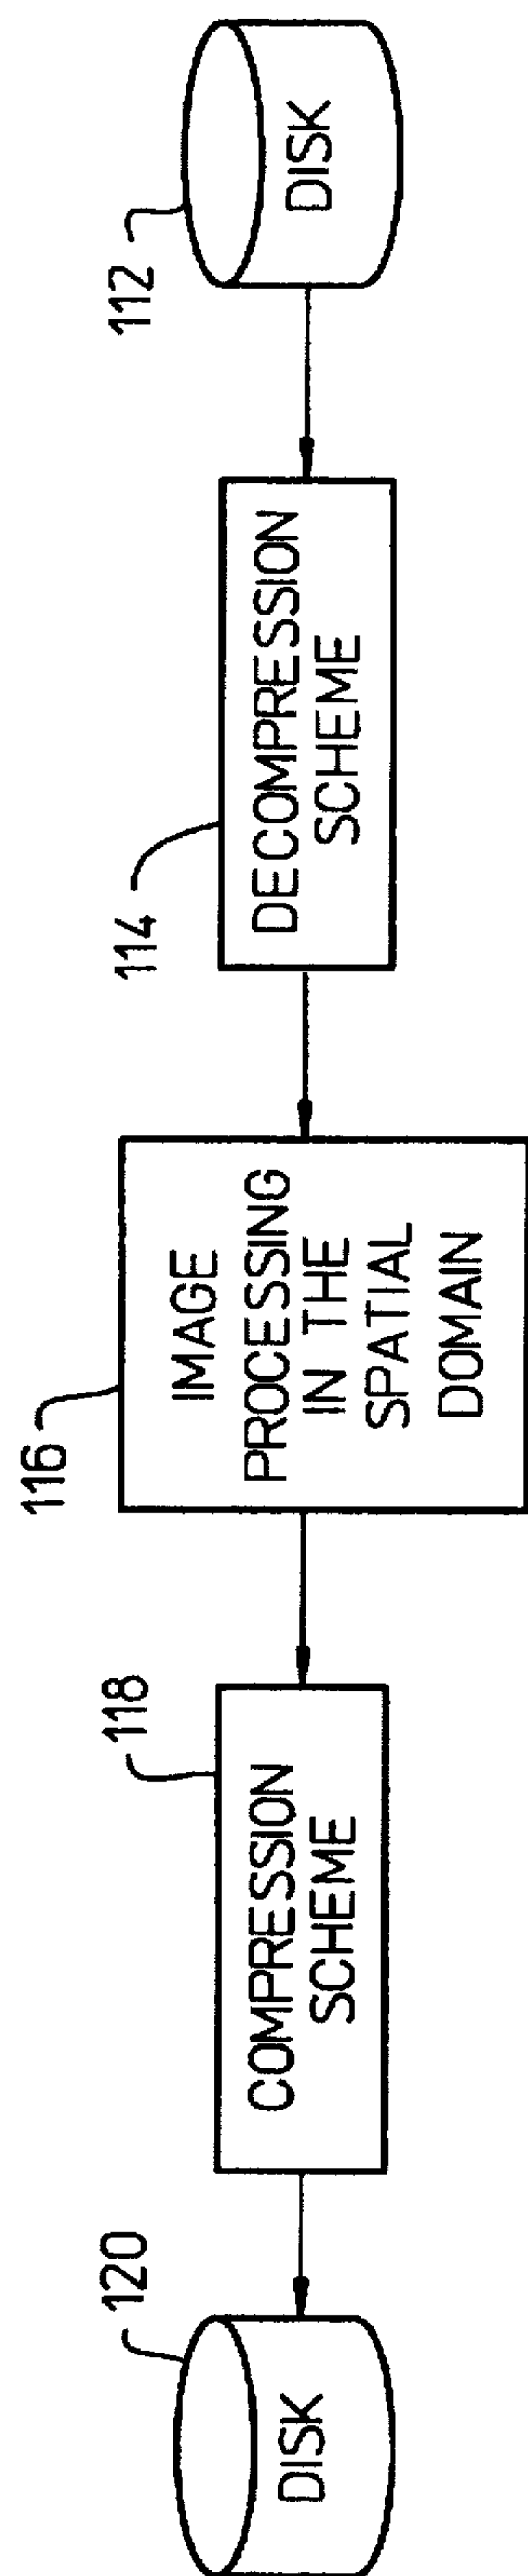 112
DISK
114
DECOMPRESSION
SCHEME
116
IMAGE
PROCESSING
IN THE
SPATIAL
DOMAIN
118
COMPRESSION
SCHEME
120
DISK